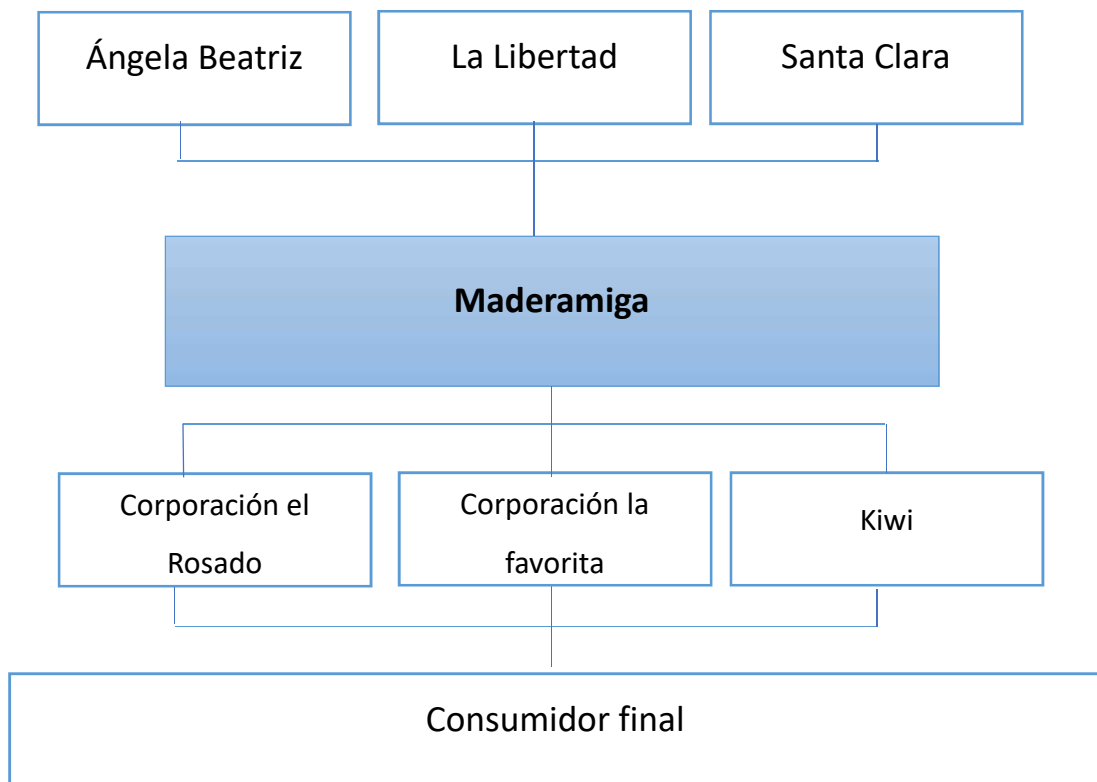 Ángela Beatriz
La Libertad
Santa Clara
Maderamiga
Corporación el
Rosado
Corporación la
favorita
Kiwi
Consumidor final